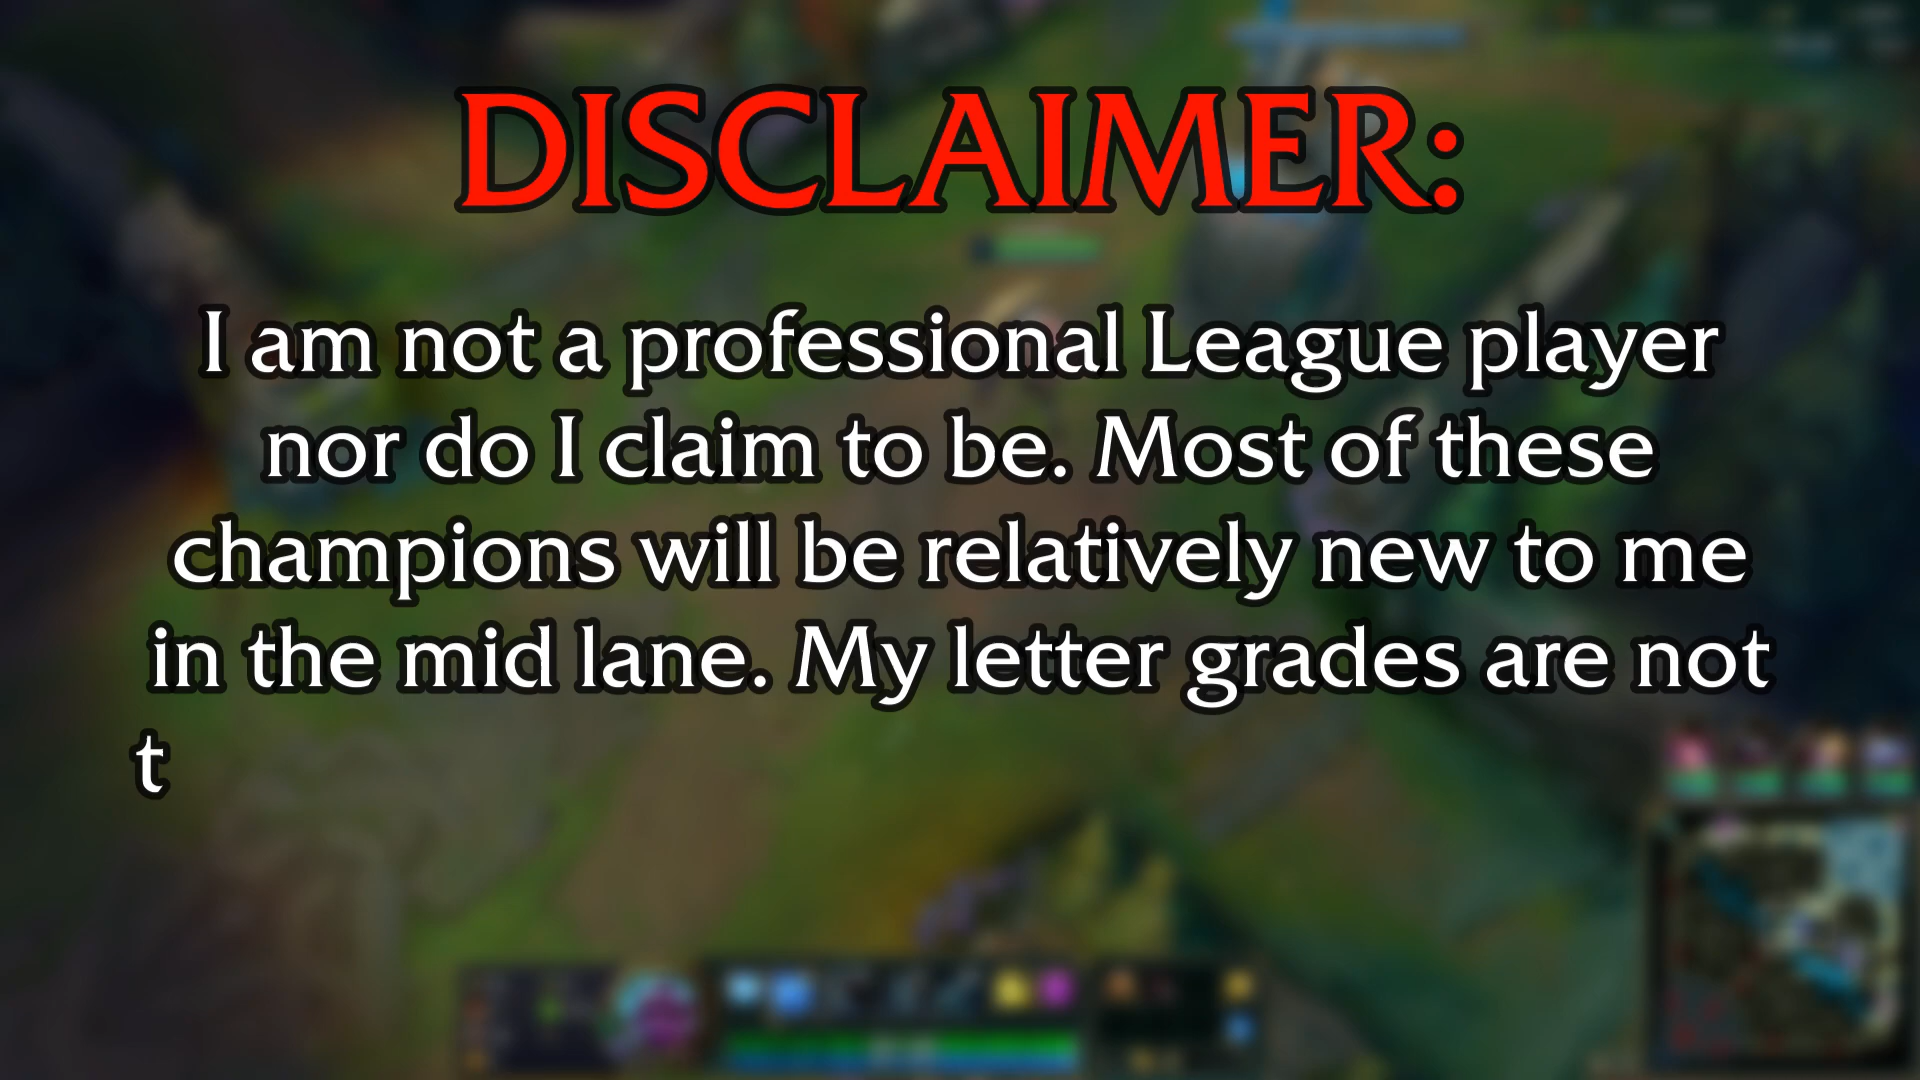 DISCLAIMER:
I am not a professional League player
nor do I claim to be. Most of these
champions will be relatively new to me
in the mid lane. My letter grades are not
t